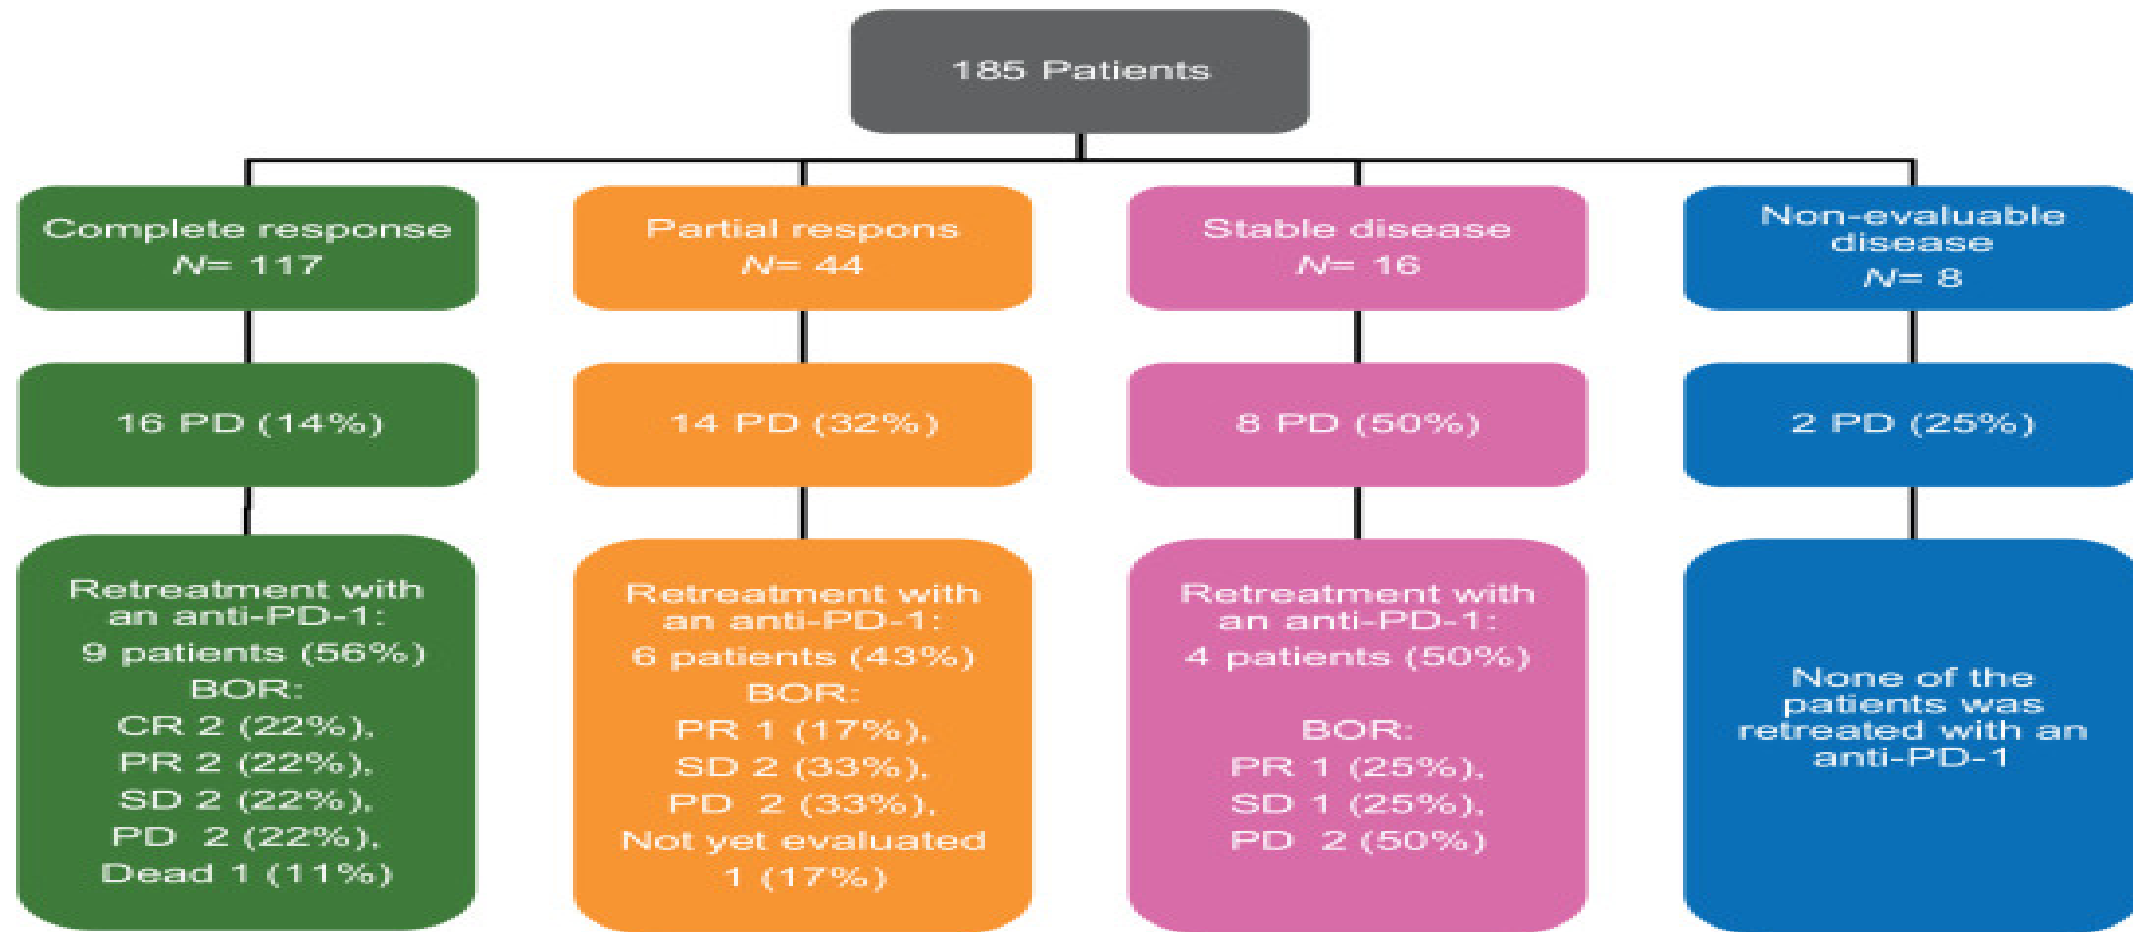 185 Patients
Complete response
N= 117
Partial respons
N= 44
Stable disease
N= 16
Non-evaluable
disease
N= 8
16 PD (14%)
14 PD (32%)
8 PD (50%)
2 PD (25%)
Retreatment with
an anti-PD-1:
9 patients (56%)
BOR:
CR 2 (22%),
PR 2 (22%),
SD 2 (22%),
PD 2 (22%),
Dead 1 (11%)
Retreatment with
an anti-PD-1:
6 patients (43%)
BOR:
PR 1 (17%),
SD 2 (33%),
PD 2 (33%),
Not yet evaluated
1 (17%)
Retreatment with
an anti-PD-1:
4 patients (50%)
BOR:
PR 1 (25%),
SD 1 (25%),
PD 2 (50%)
None of the
patients was
retreated with an
anti-PD-1